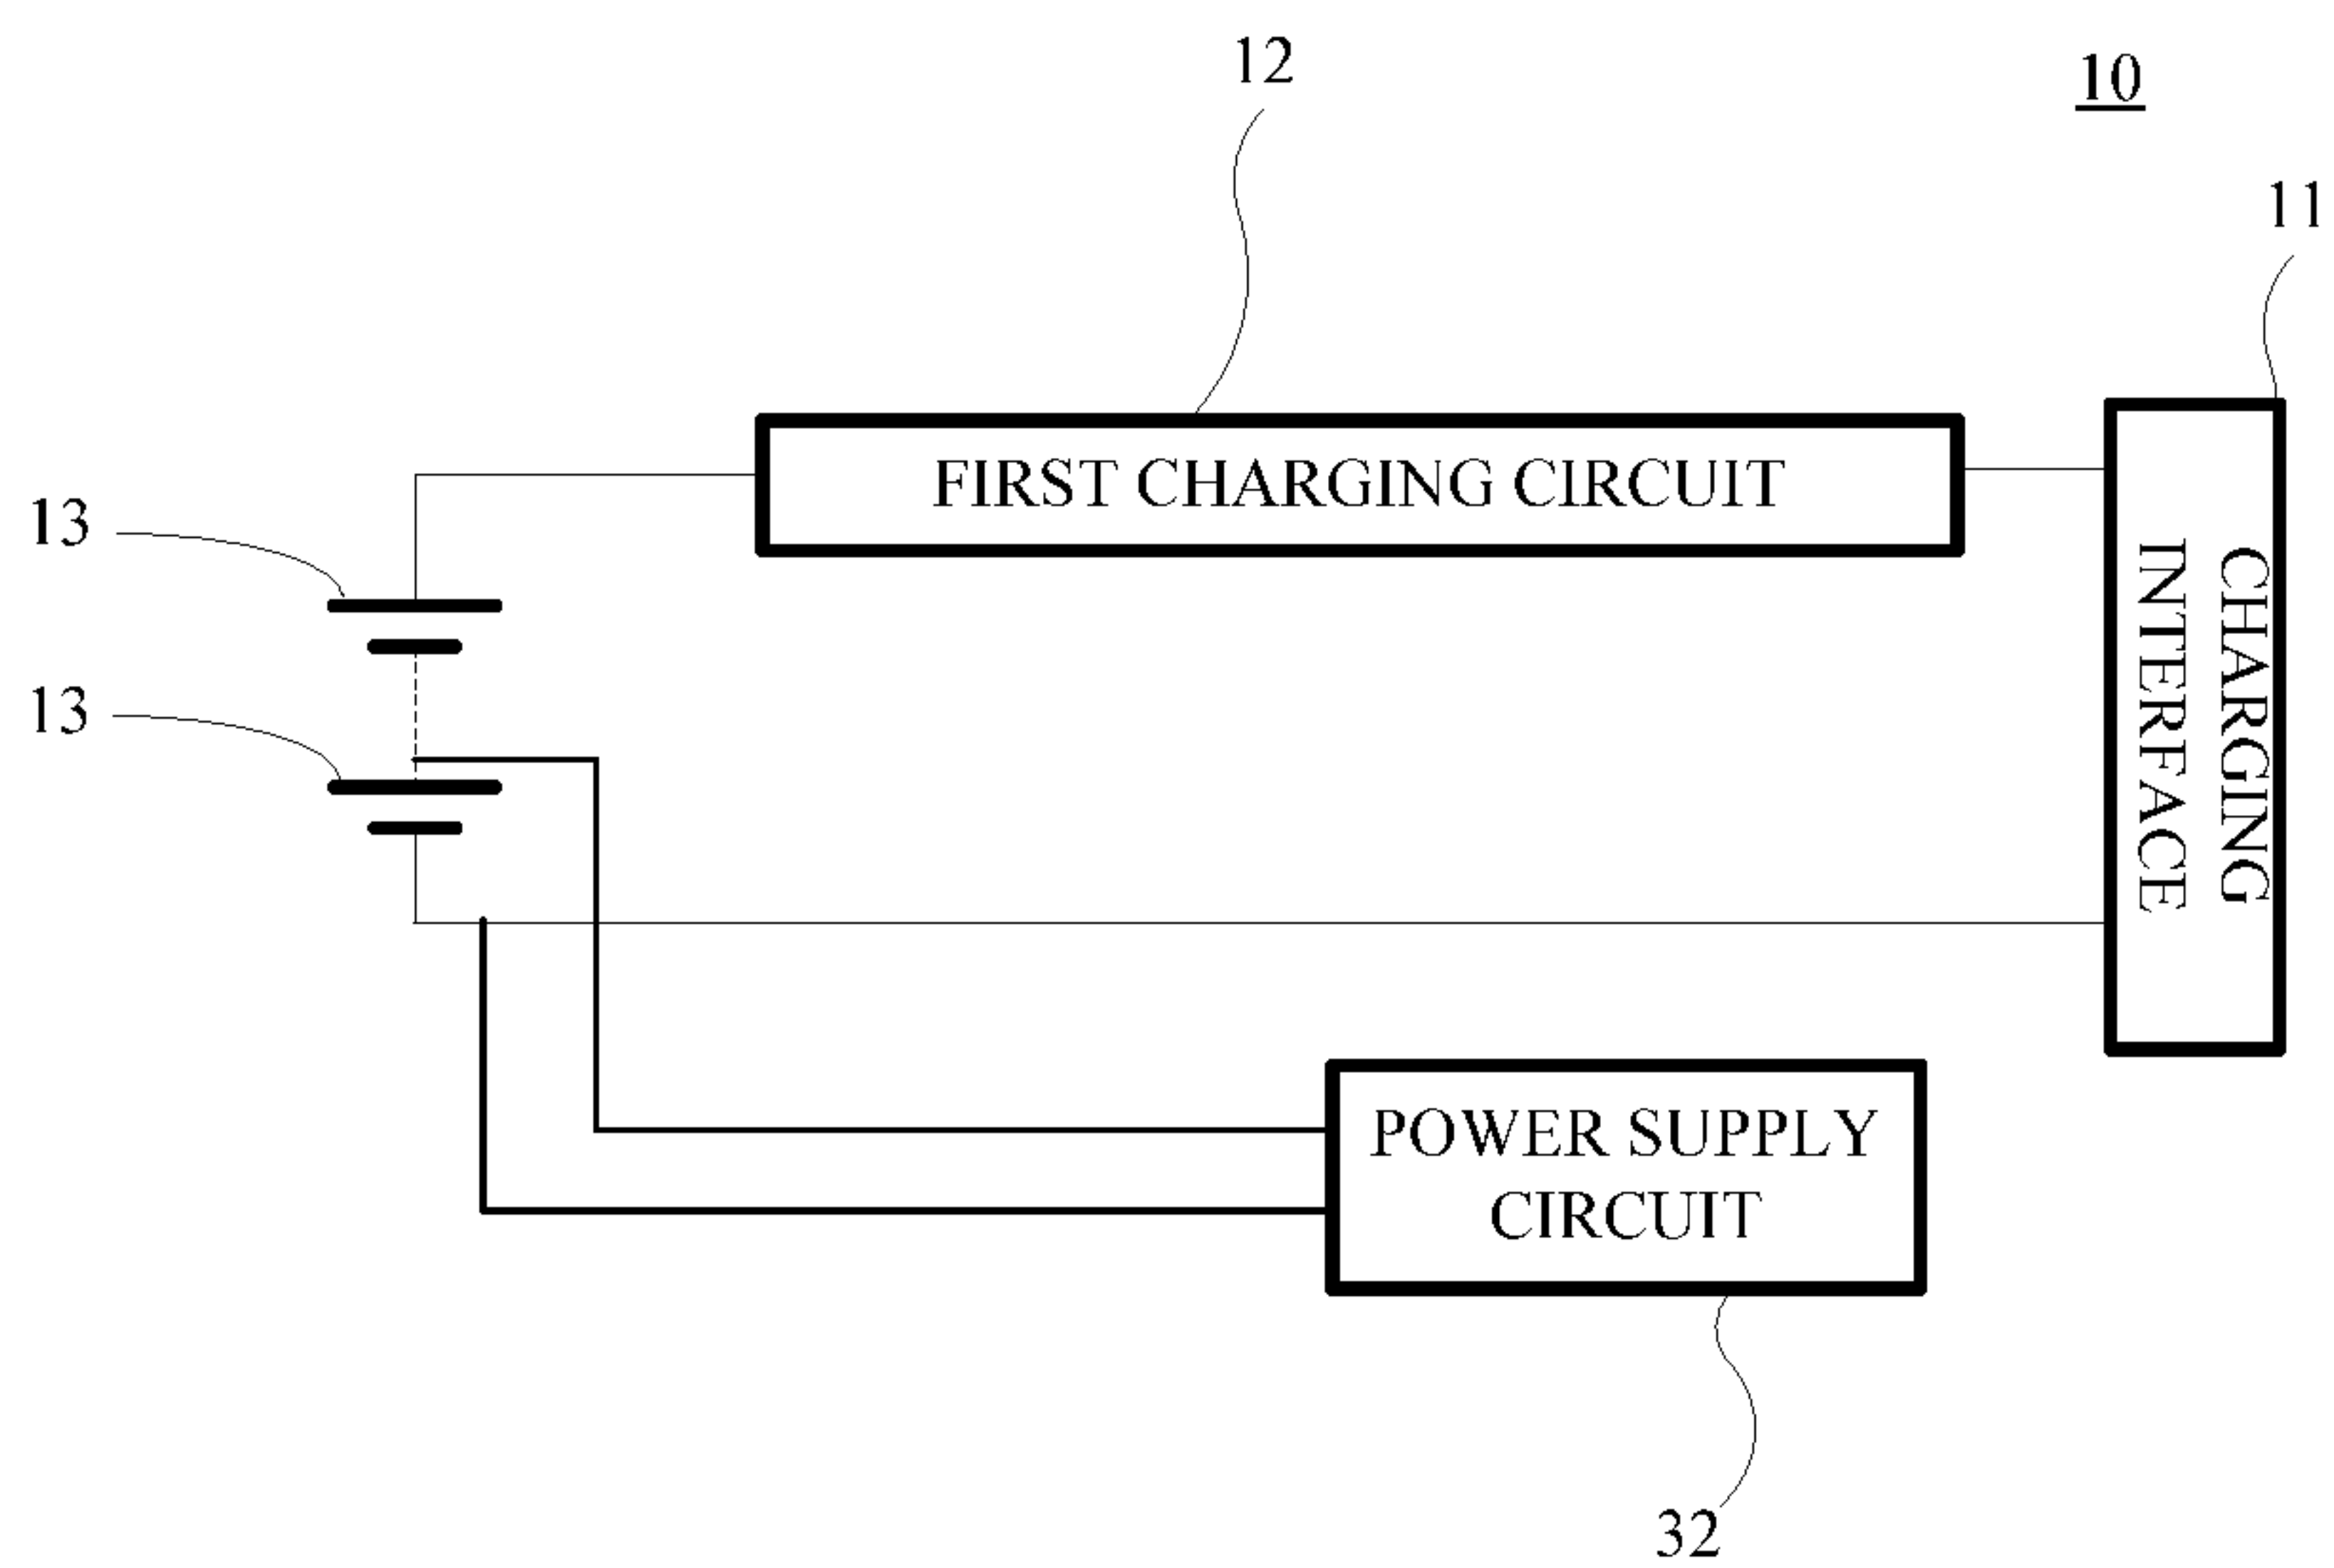 12
10
11
FIRST CHARGING CIRCUIT
13
13
CHARGING
INTERFACE
POWER SUPPLY
CIRCUIT
32